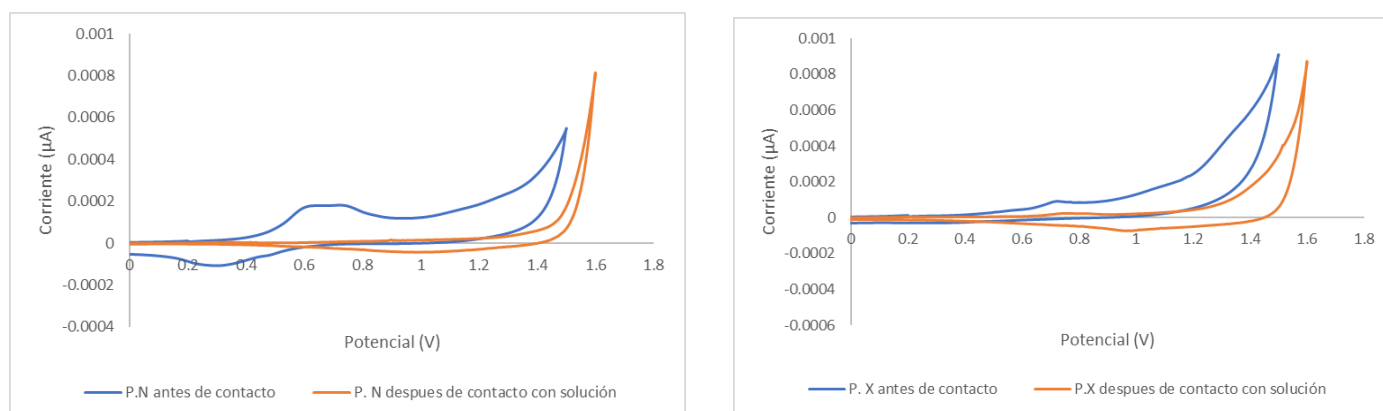 0.001
0.0008
0.0006
0.0004
0.0002
0
-0.0002
-0.0004
0 0.2 0.4 0.6 0.8 1 1.2 1.4 1.6 1.8
Corriente (µA)
Potencial (V)
P.N antes de contacto P. N despues de contacto con solución
0.001
0.0008
0.0006
0.0004
0.0002
0
-0.0002
-0.0004
-0.0006
0 0.2 0.4 0.6 0.8 1 1.2 1.4 1.6 1.8
Corriente (µA)
Potencial (V)
P. X antes de contacto P.X despues de contacto con solución